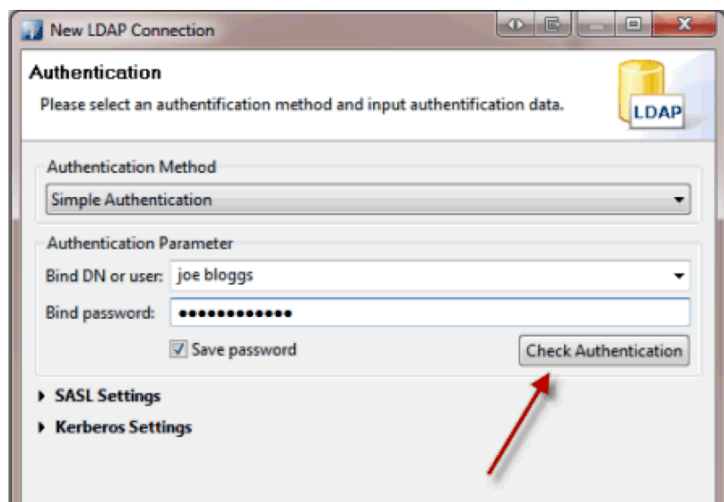 New LDAP Connection
Authentication
Please select an authentification method and input authentification data.
LDAP
Authentication Method
Simple Authentication
Authentication Parameter
Bind DN or user: joe bloggs
Bind password: ●●●●●●●●●●●●
Save password
Check Authentication
SASL Settings
Kerberos Settings